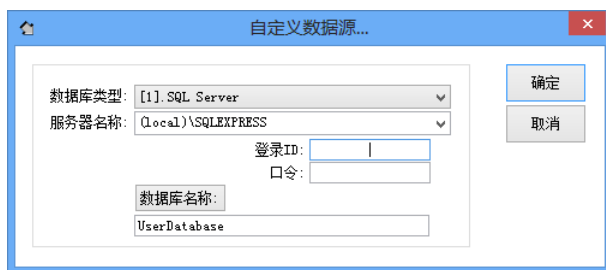 自定义数据源...
数据库类型: [1].SQL Server
确定
服务器名称: (local)\SQLEXPRESS
取消
登录ID:
口令:
数据库名称:
UserDatabase